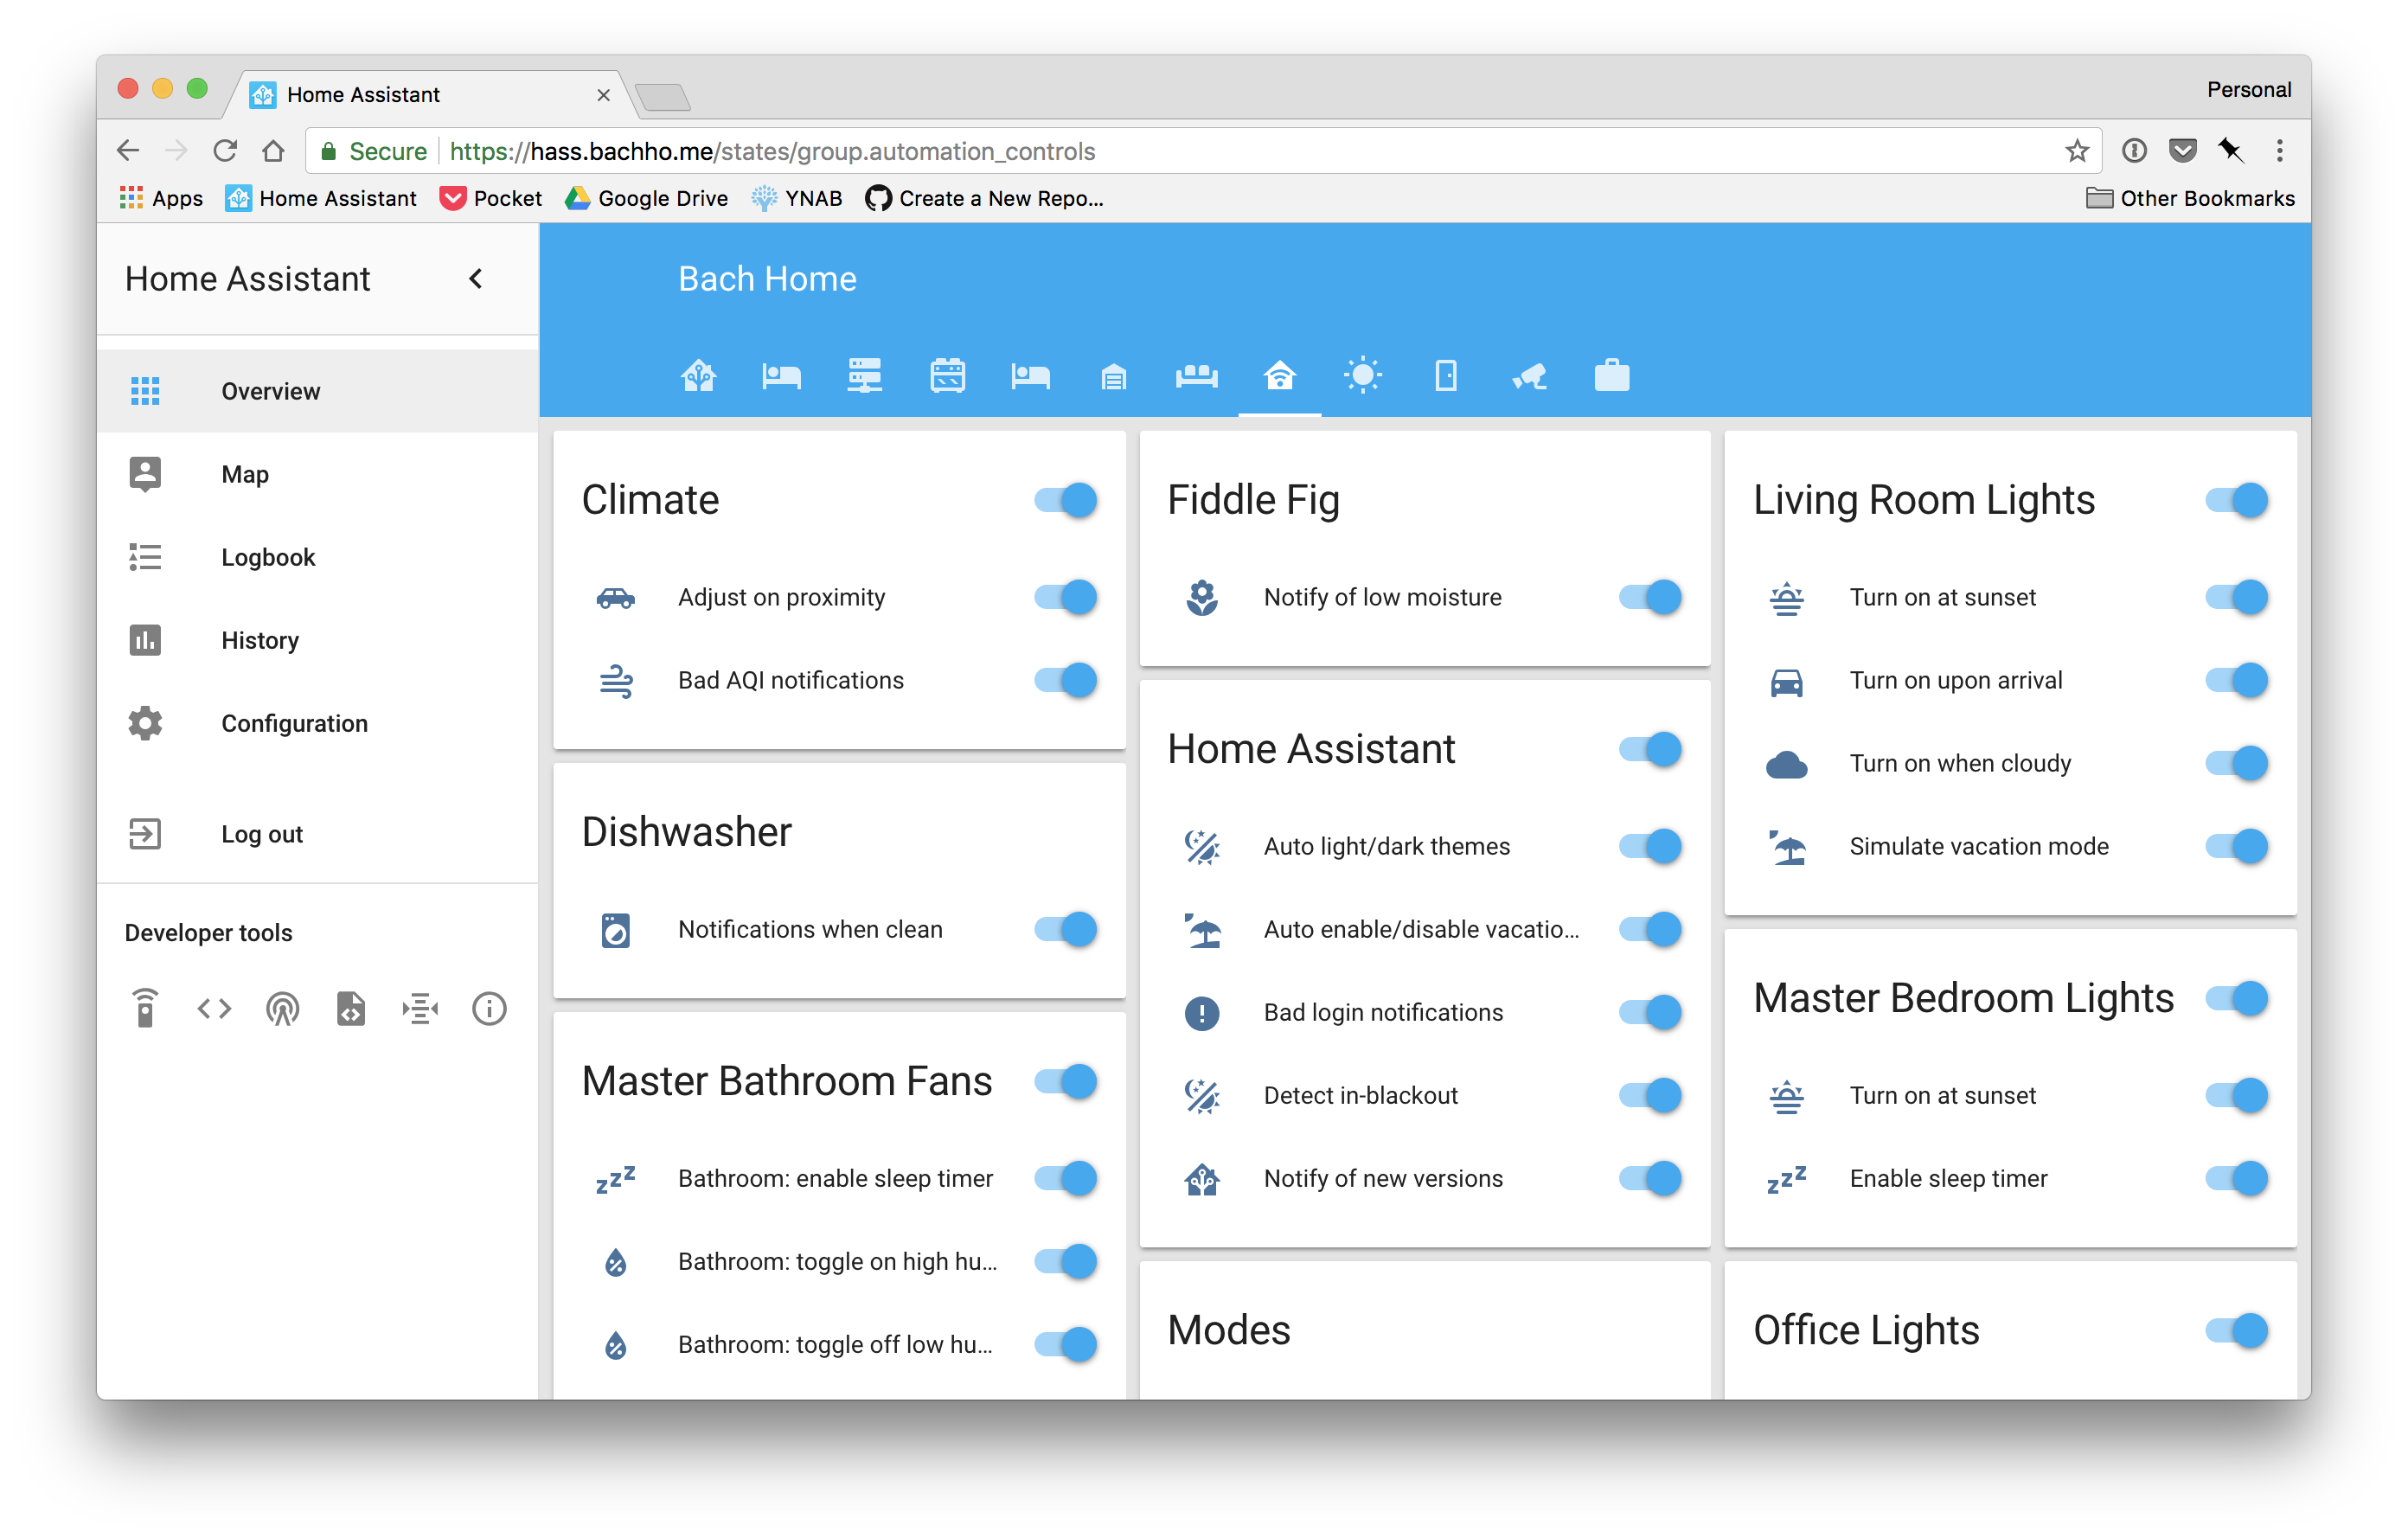 Home Assistant
Personal
Secure
https://hass.bachho.me/states/group.automation_controls
Apps
Home Assistant
Pocket
Google Drive
YNAB
Create a New Repo...
Other Bookmarks
Home Assistant
Overview
Map
Logbook
History
Configuration
Log out
Developer tools
Bach Home
Climate
Adjust on proximity
Bad AQI notifications
Dishwasher
Notifications when clean
Master Bathroom Fans
Bathroom: enable sleep timer
Bathroom: toggle on high hu...
Bathroom: toggle off low hu...
Fiddle Fig
Notify of low moisture
Home Assistant
Auto light/dark themes
Auto enable/disable vacatio...
Bad login notifications
Detect in-blackout
Notify of new versions
Modes
Living Room Lights
Turn on at sunset
Turn on upon arrival
Turn on when cloudy
Simulate vacation mode
Master Bedroom Lights
Turn on at sunset
Enable sleep timer
Office Lights